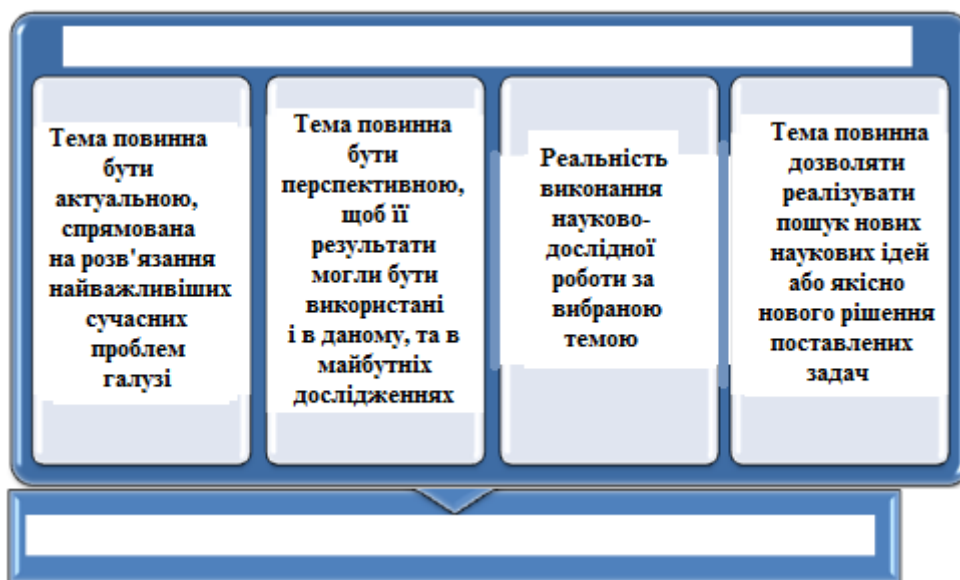 Тема повинна
бути
актуальною,
спрямована
на розв'язання
найважливіших
сучасних
проблем
галузі
Тема повинна
бути
перспективною,
щоб її
результати
могли бути
використані
і в даному, та в
майбутніх
дослідженнях
Реальність
виконання
науково-
дослідної
роботи за
вибраною
темою
Тема повинна
дозволяти
реалізувати
пошук нових
наукових ідей
або якісно
нового рішення
поставлених
задач